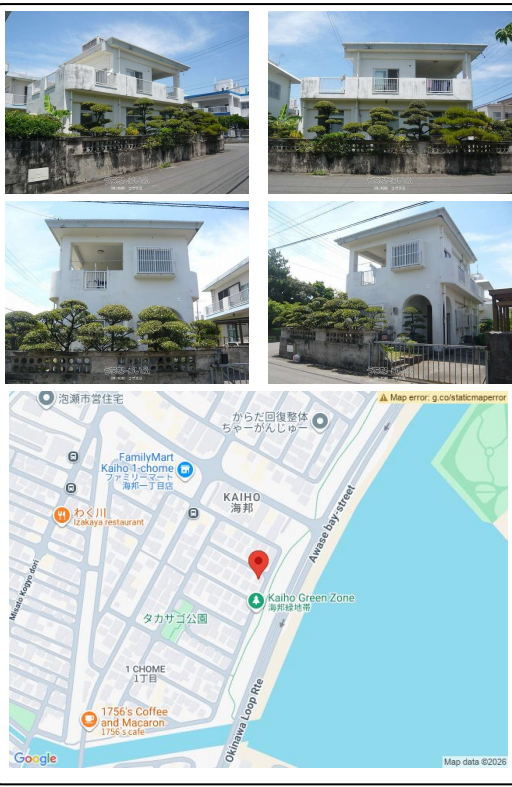 泡瀬市営住宅
からだ回復整体
ちゃーがんじゅー
Map error: g.co/staticmaperror
FamilyMart
Kaiho 1-chome
ファミリーマート
海邦一丁目店
KAIHO
海邦
わく川
Izakaya restaurant
Awase bay-street
Misato Kogyo dori
Kaiho Green Zone
海邦緑地帯
タカサゴ公園
1 CHOME
1丁目
1756's Coffee
and Macaron
1756's cafe
Okinawa Loop Rte
Google
Map data ©2026